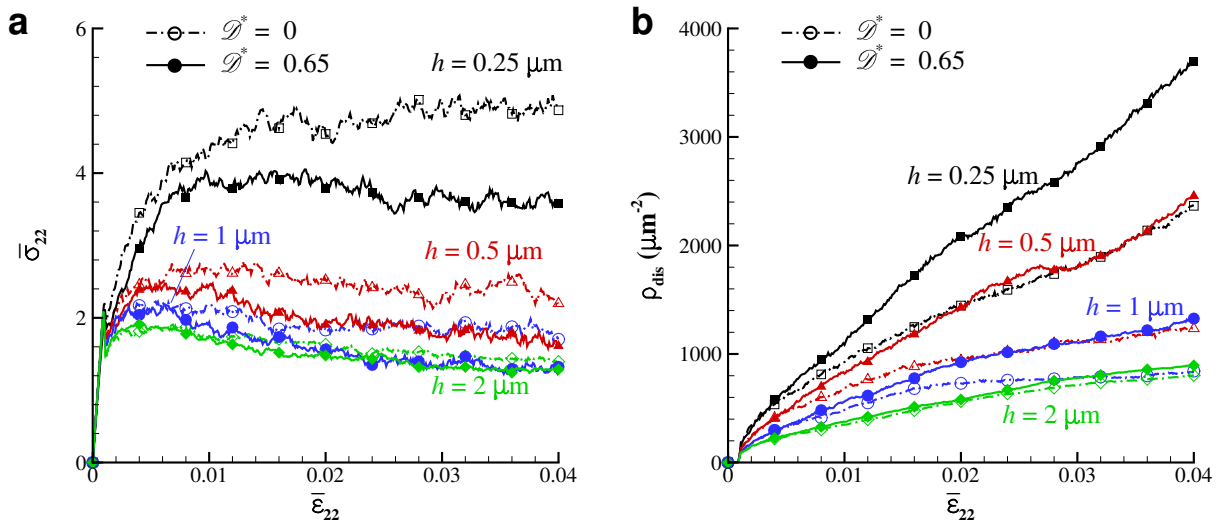 a
𝒟* = 0
𝒟* = 0.65
h = 0.25 μm
h = 1 μm
h = 0.5 μm
h = 2 μm
σ̅₂₂
6
4
2
0
0
0.01
0.02
0.03
0.04
ε̅₂₂
b
𝒟* = 0
𝒟* = 0.65
h = 0.25 μm
h = 0.5 μm
h = 1 μm
h = 2 μm
ρdis (μm⁻²)
4000
3000
2000
1000
0
0
0.01
0.02
0.03
0.04
ε̅₂₂